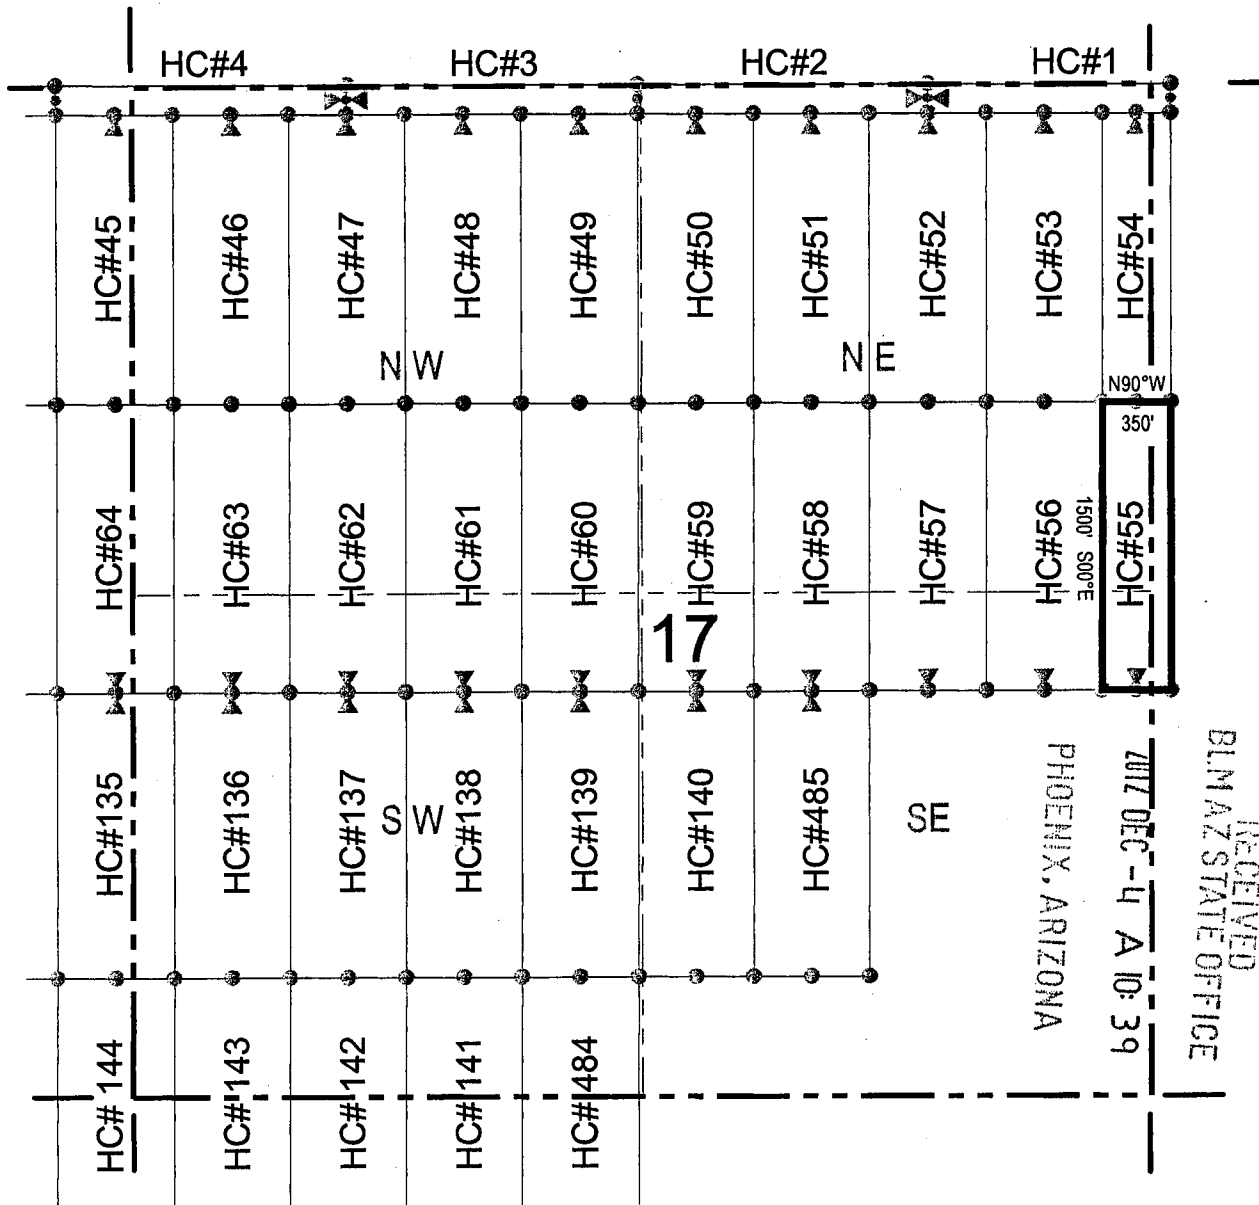 HC#4 HC#3 HC#2 HC#1
HC#45 HC#46 HC#47 HC#48 HC#49 HC#50 HC#51 HC#52 HC#53 HC#54
N W N E
N90°W
350'
HC#64 HC#63 HC#62 HC#61 HC#60 HC#59 HC#58 HC#57 HC#56 1500' S00°E HC#55
17
HC#135 HC#136 HC#137 HC#138 HC#139 HC#140 HC#485
S W SE
HC# 144 HC# 143 HC# 142 HC# 141 HC# 484
RECEIVED
BLM AZ STATE OFFICE
2017 DEC -4 A 10: 39
PHOENIX, ARIZONA